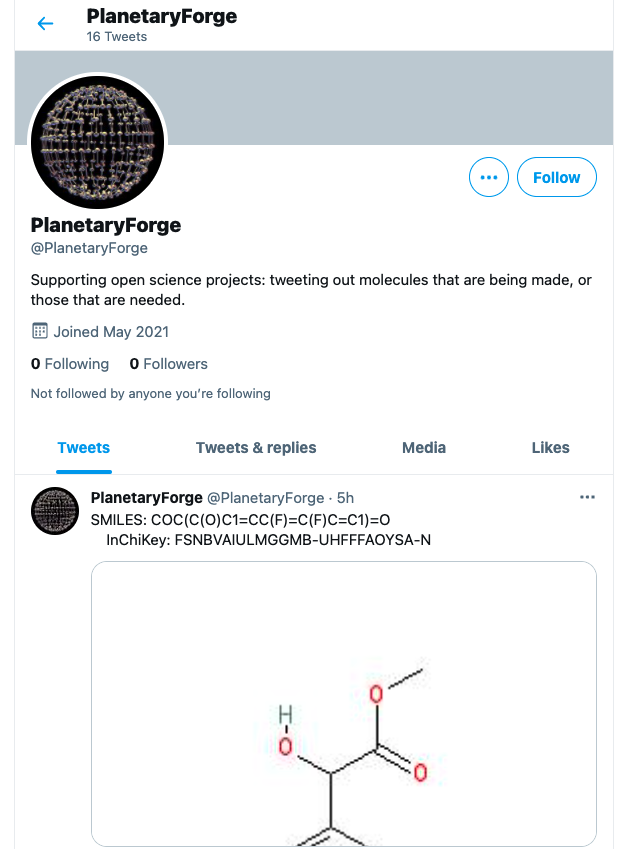 PlanetaryForge
16 Tweets
Follow
PlanetaryForge
@PlanetaryForge
Supporting open science projects: tweeting out molecules that are being made, or
those that are needed.
Joined May 2021
0 Following 0 Followers
Not followed by anyone you're following
Tweets Tweets & replies Media Likes
PlanetaryForge @PlanetaryForge · 5h
SMILES: COC(C(O)C1=CC(F)=C(F)C=C1)=O
InChiKey: FSNBVAIULMGGMB-UHFFFAOYSA-N
O
H
O
O